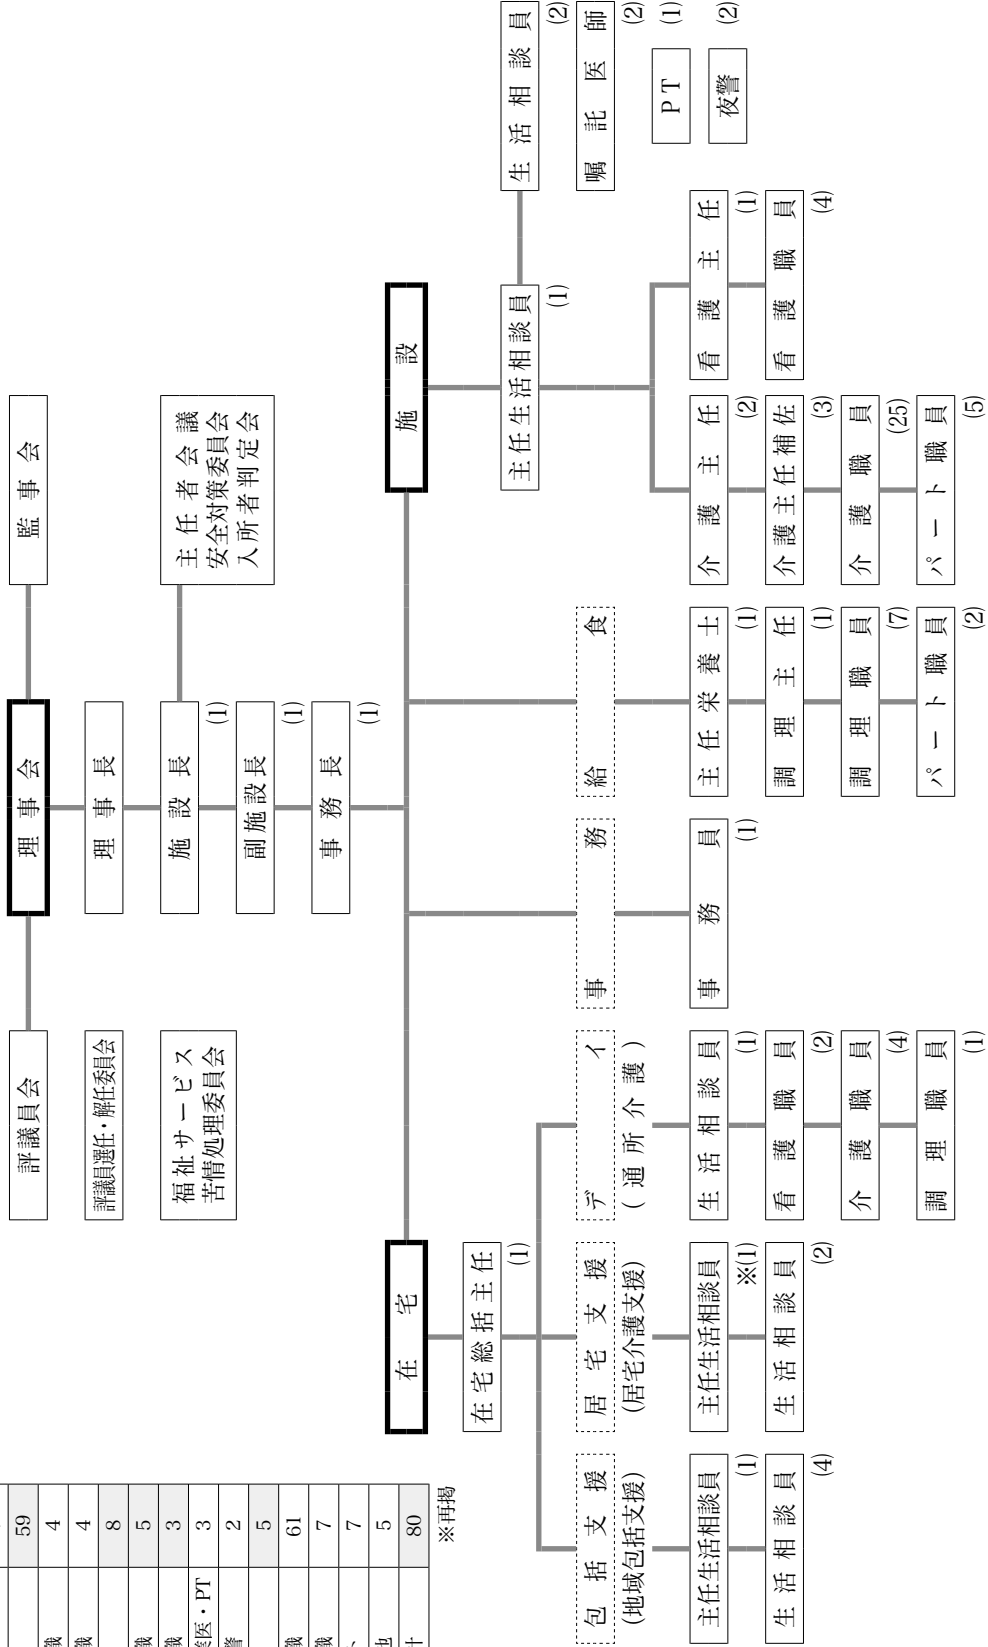 評議員会
理事会
監事会
評議員選任・解任委員会
理事長
福祉サービス
苦情処理委員会
施設長
(1)
主任者会議
安全対策委員会
入所者判定会
副施設長
(1)
事務長
(1)
在宅
施設
在宅総括主任
(1)
包括支援
(地域包括支援)
主任生活相談員
(1)
生活相談員
(4)
居宅支援
(居宅介護支援)
主任生活相談員
※(1)
生活相談員
(2)
デイ
(通所介護)
生活相談員
(1)
看護職員
(2)
介護職員
(4)
調理職員
(1)
事務
事務員
(1)
給食
主任栄養士
(1)
調理主任
(1)
調理職員
(7)
パート職員
(2)
主任生活相談員
(1)
生活相談員
(2)
嘱託医師
(2)
PT
(1)
夜警
(2)
介護主任
(2)
介護主任補佐
(3)
介護職員
(25)
パート職員
(5)
看護主任
(1)
看護職員
(4)
59
職 4
職 4
8
職 5
職 3
医・PT 3
警 2
5
職 61
職 7
7
他 5
計 80
※再掲